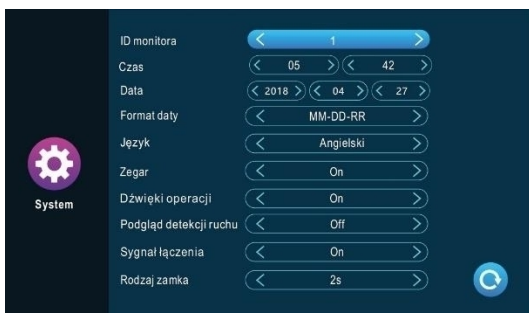 ID monitora 1
Czas 05 42
Data 2018 04 27
Format daty MM-DD-RR
Język Angielski
Zegar On
System
Dźwięki operacji On
Podgląd detekcji ruchu Off
Sygnał łączenia On
Rodzaj zamka 2s